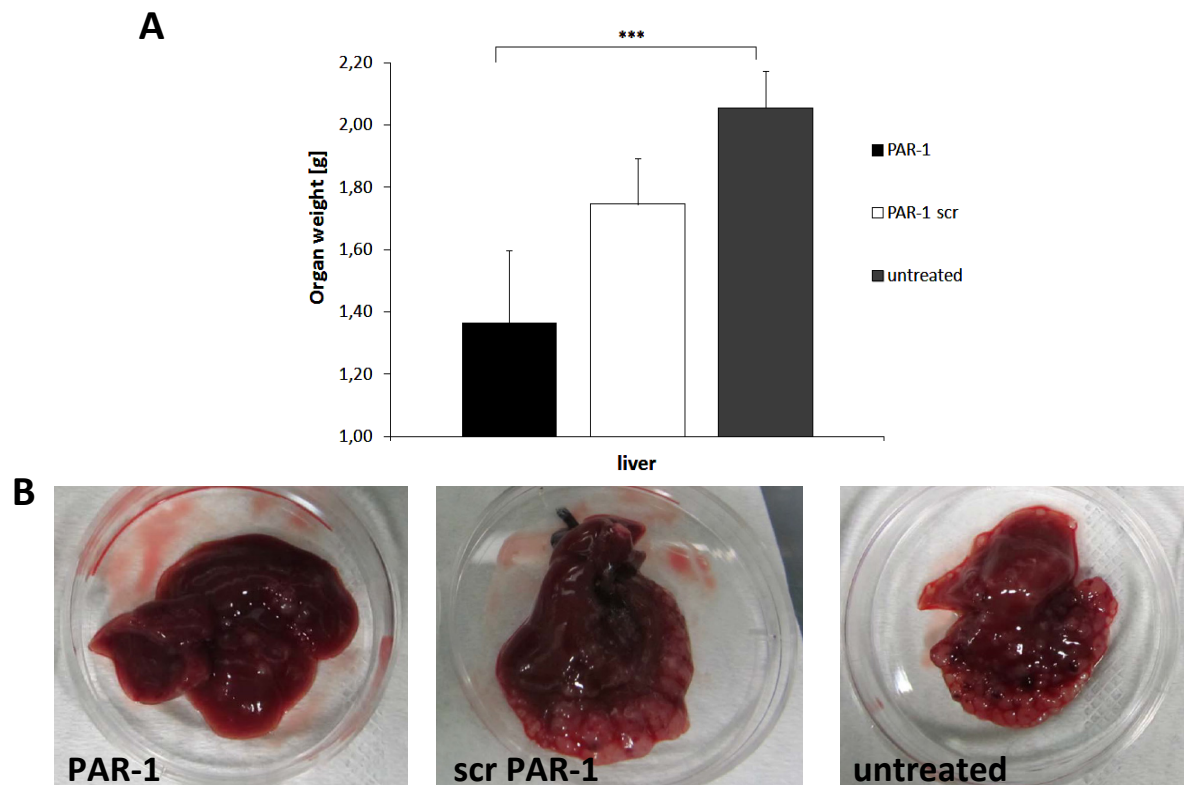 A
***
Organ weight [g]
2,20
2,00
1,80
1,60
1,40
1,20
1,00
liver
PAR-1
PAR-1 scr
untreated
B
PAR-1
scr PAR-1
untreated